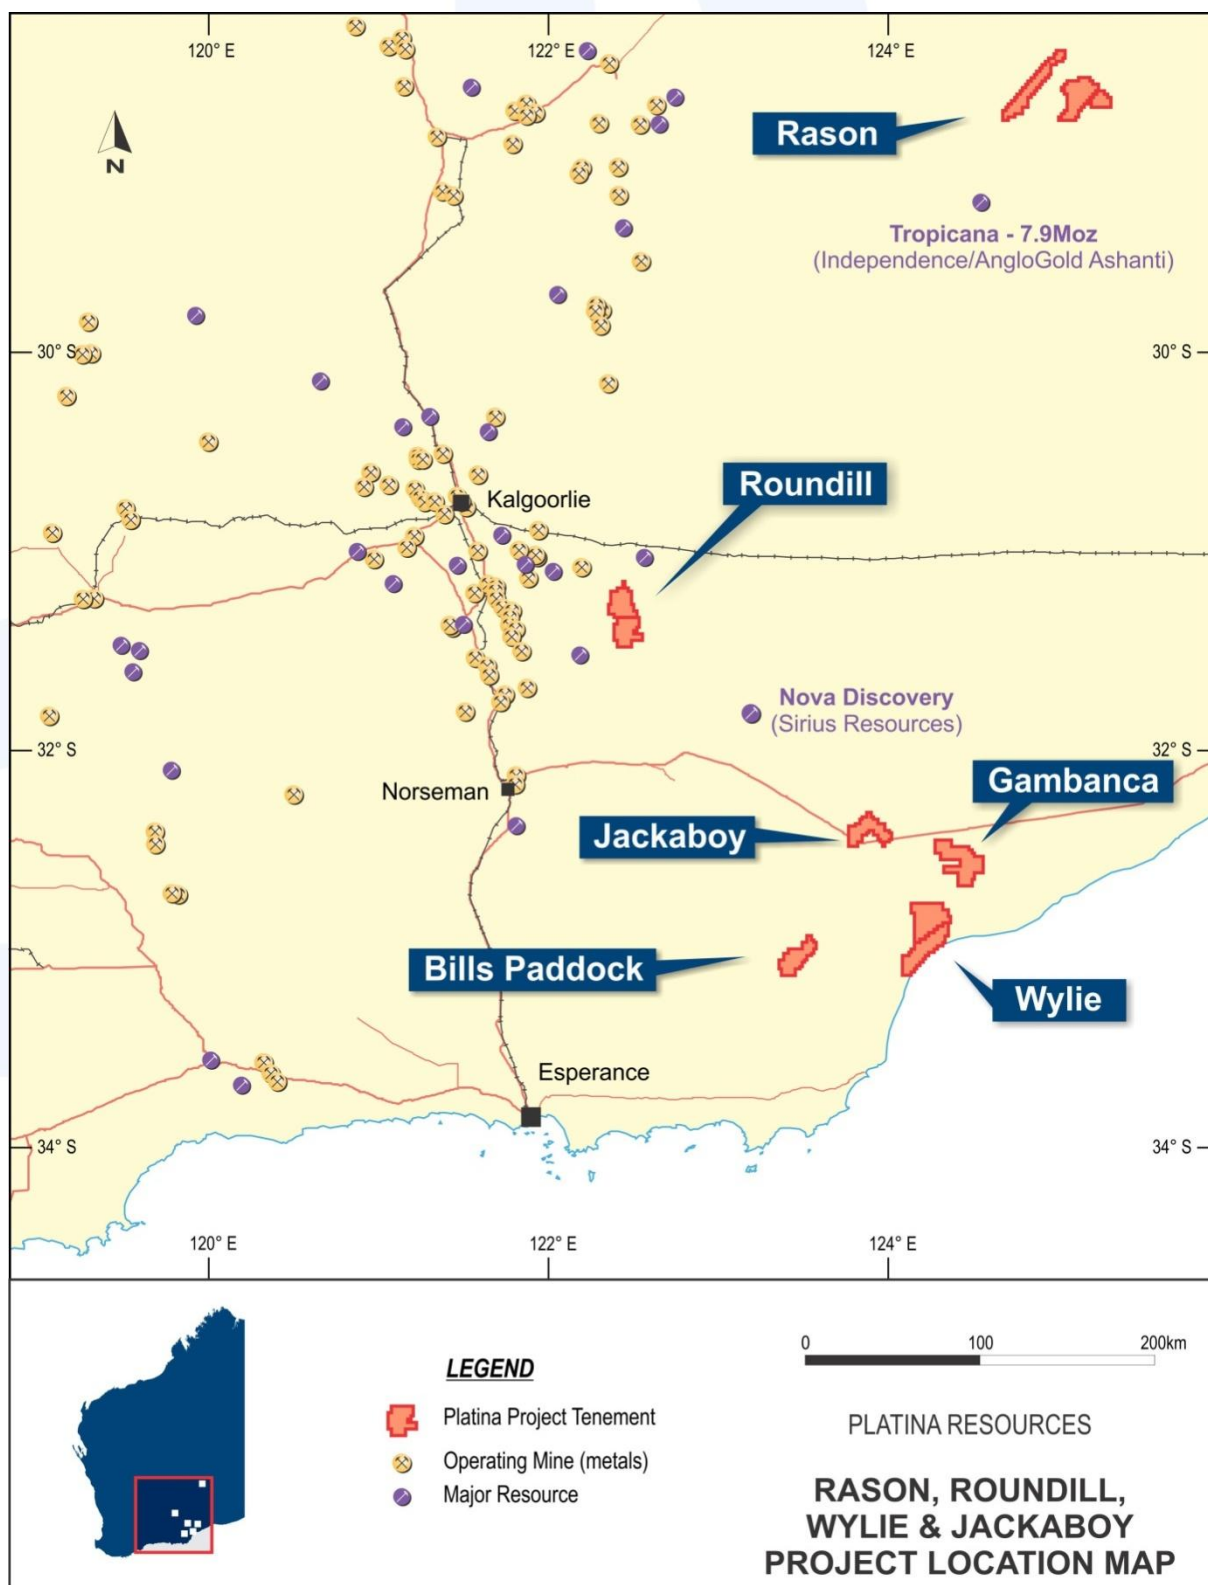 120° E
122° E
124° E
N
Rason
Tropicana - 7.9Moz
(Independence/AngloGold Ashanti)
30° S
30° S
Roundill
Kalgoorlie
Nova Discovery
(Sirius Resources)
32° S
32° S
Gambanca
Norseman
Jackaboy
Bills Paddock
Wylie
Esperance
34° S
34° S
120° E
122° E
124° E
LEGEND
Platina Project Tenement
Operating Mine (metals)
Major Resource
0 100 200km
PLATINA RESOURCES
RASON, ROUNDILL,
WYLIE & JACKABOY
PROJECT LOCATION MAP